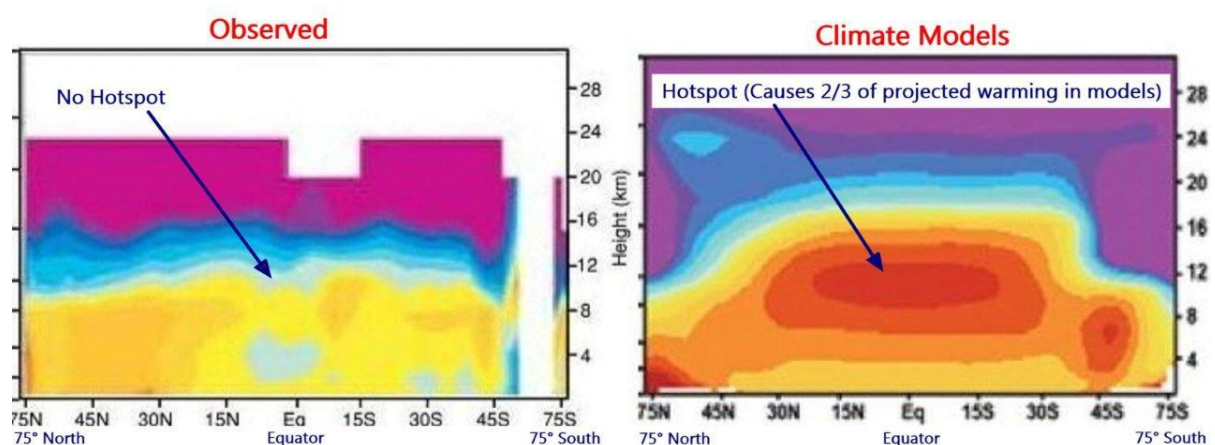 Observed
No Hotspot
28
24
20
16
12
8
4
75N 45N 30N 15N Eq 15S 30S 45S 75S
75° North Equator 75° South
Climate Models
Hotspot (Causes 2/3 of projected warming in models)
Height (km)
28
24
20
16
12
8
4
75N 45N 30N 15N Eq 15S 30S 45S 75S
75° North Equator 75° South